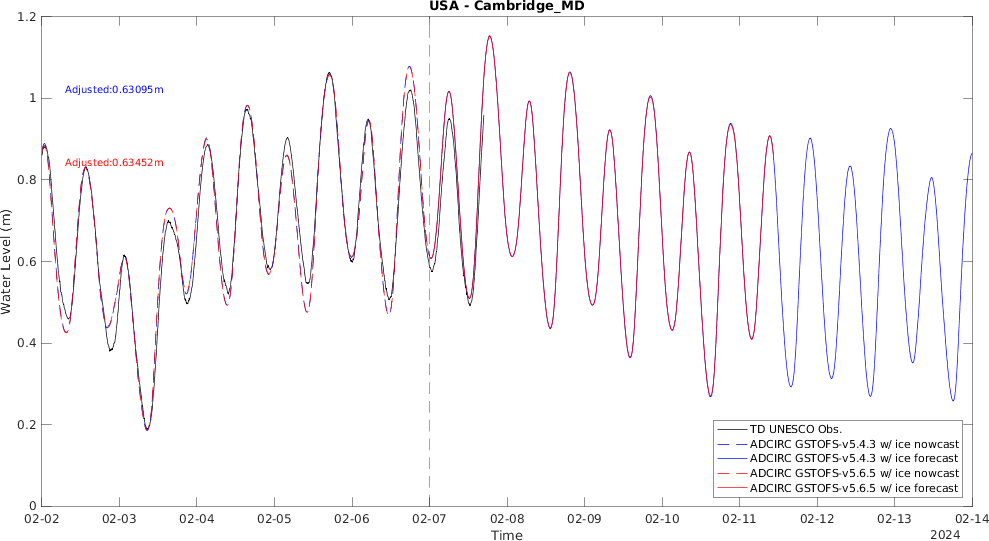 USA - Cambridge_MD
1.2
1
0.8
0.6
0.4
0.2
0
Water Level (m)
Adjusted:0.63095m
Adjusted:0.63452m
TD UNESCO Obs.
ADCIRC GSTOFS-v5.4.3 w/ ice nowcast
ADCIRC GSTOFS-v5.4.3 w/ ice forecast
ADCIRC GSTOFS-v5.6.5 w/ ice nowcast
ADCIRC GSTOFS-v5.6.5 w/ ice forecast
02-02 02-03 02-04 02-05 02-06 02-07 02-08 02-09 02-10 02-11 02-12 02-13 02-14
Time
2024